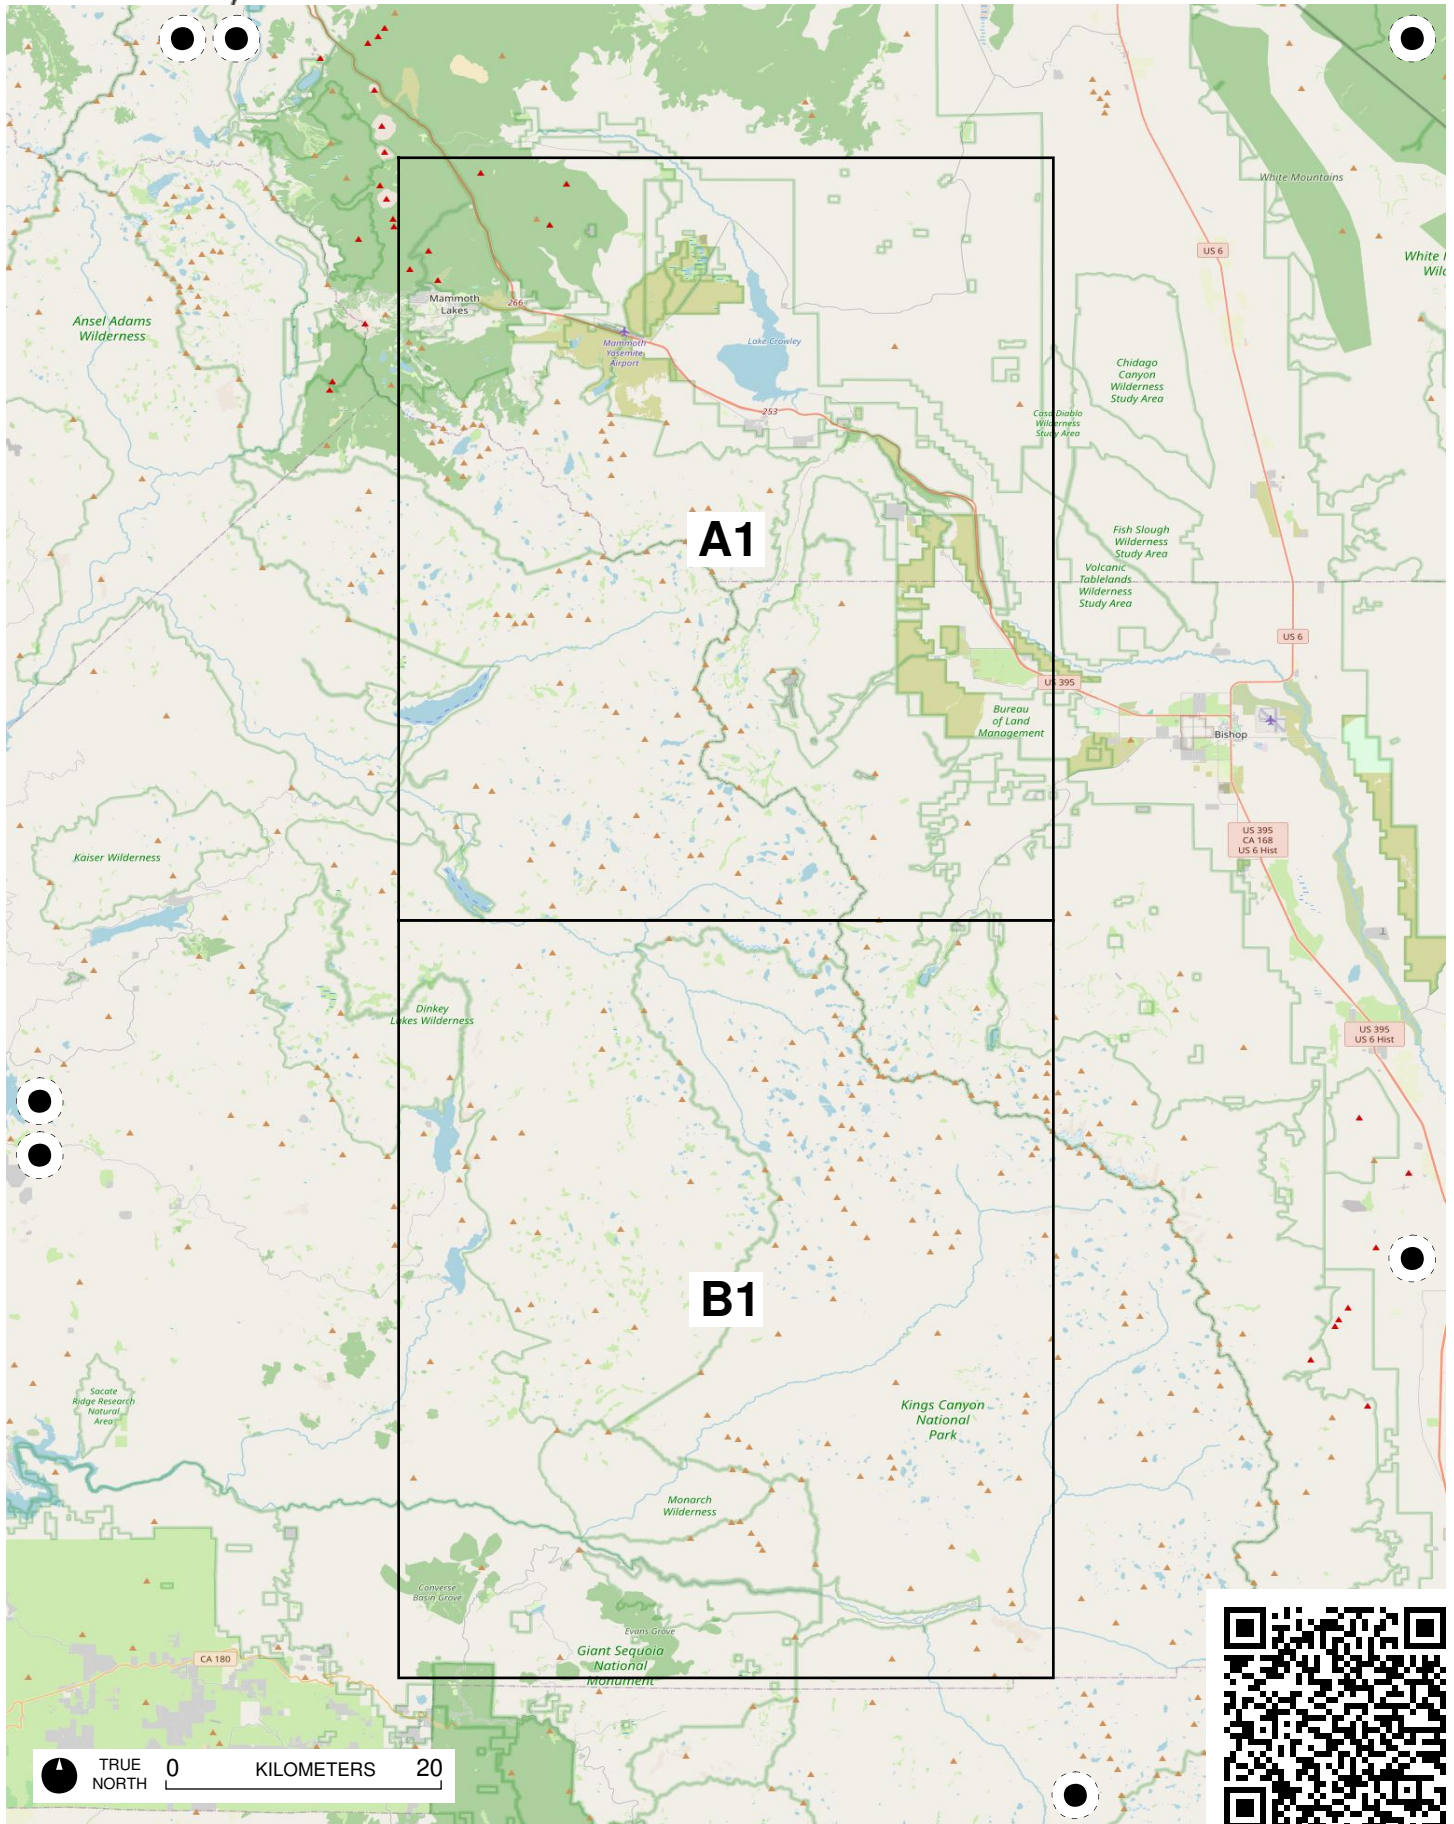 White Mountains
US 6
White
Wild
Ansel Adams
Wilderness
Mammoth
Lakes
266
Mammoth
Yosemite
Airport
Lake Crowley
253
Chidago
Canyon
Wilderness
Study Area
Casa Diablo
Wilderness
Study Area
A1
Fish Slough
Wilderness
Study Area
Volcanic
Tablelands
Wilderness
Study Area
US 6
US 395
Bureau
of Land
Management
Bishop
US 395
CA 168
US 6 Hist
Kaiser Wilderness
Dinkey
Lakes Wilderness
US 395
US 6 Hist
B1
Sacate
Ridge Research
Natural
Area
Kings Canyon
National
Park
Monarch
Wilderness
Converse
Basin Grove
Evans Grove
Giant Sequoia
National
Monument
CA 180
TRUE
NORTH
0 KILOMETERS 20